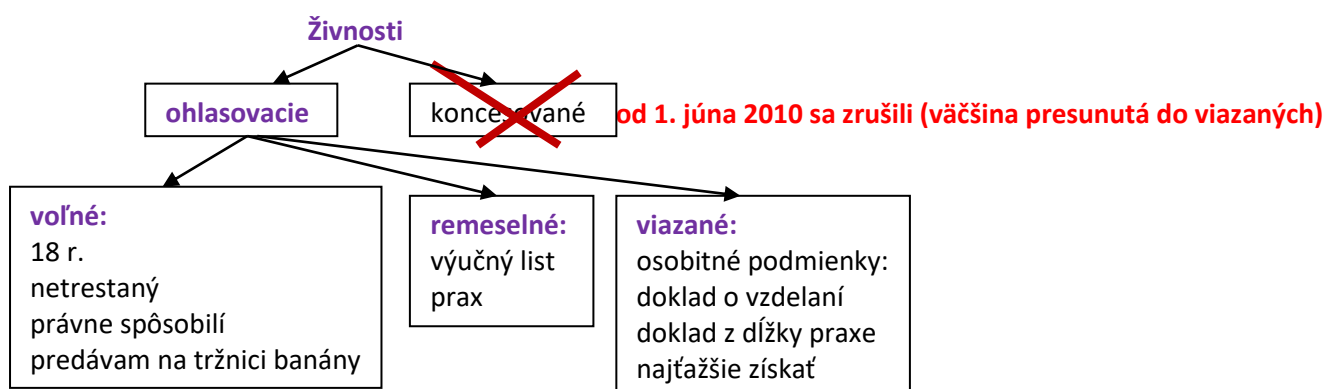 Živnosti
ohlasovacie
koncesované
od 1. júna 2010 sa zrušili (väčšina presunutá do viazaných)
voľné:
18 r.
netrestaný
právne spôsobilí
predávam na tržnici banány
remeselné:
výučný list
prax
viazané:
osobitné podmienky:
doklad o vzdelaní
doklad z dĺžky praxe
najťažšie získať